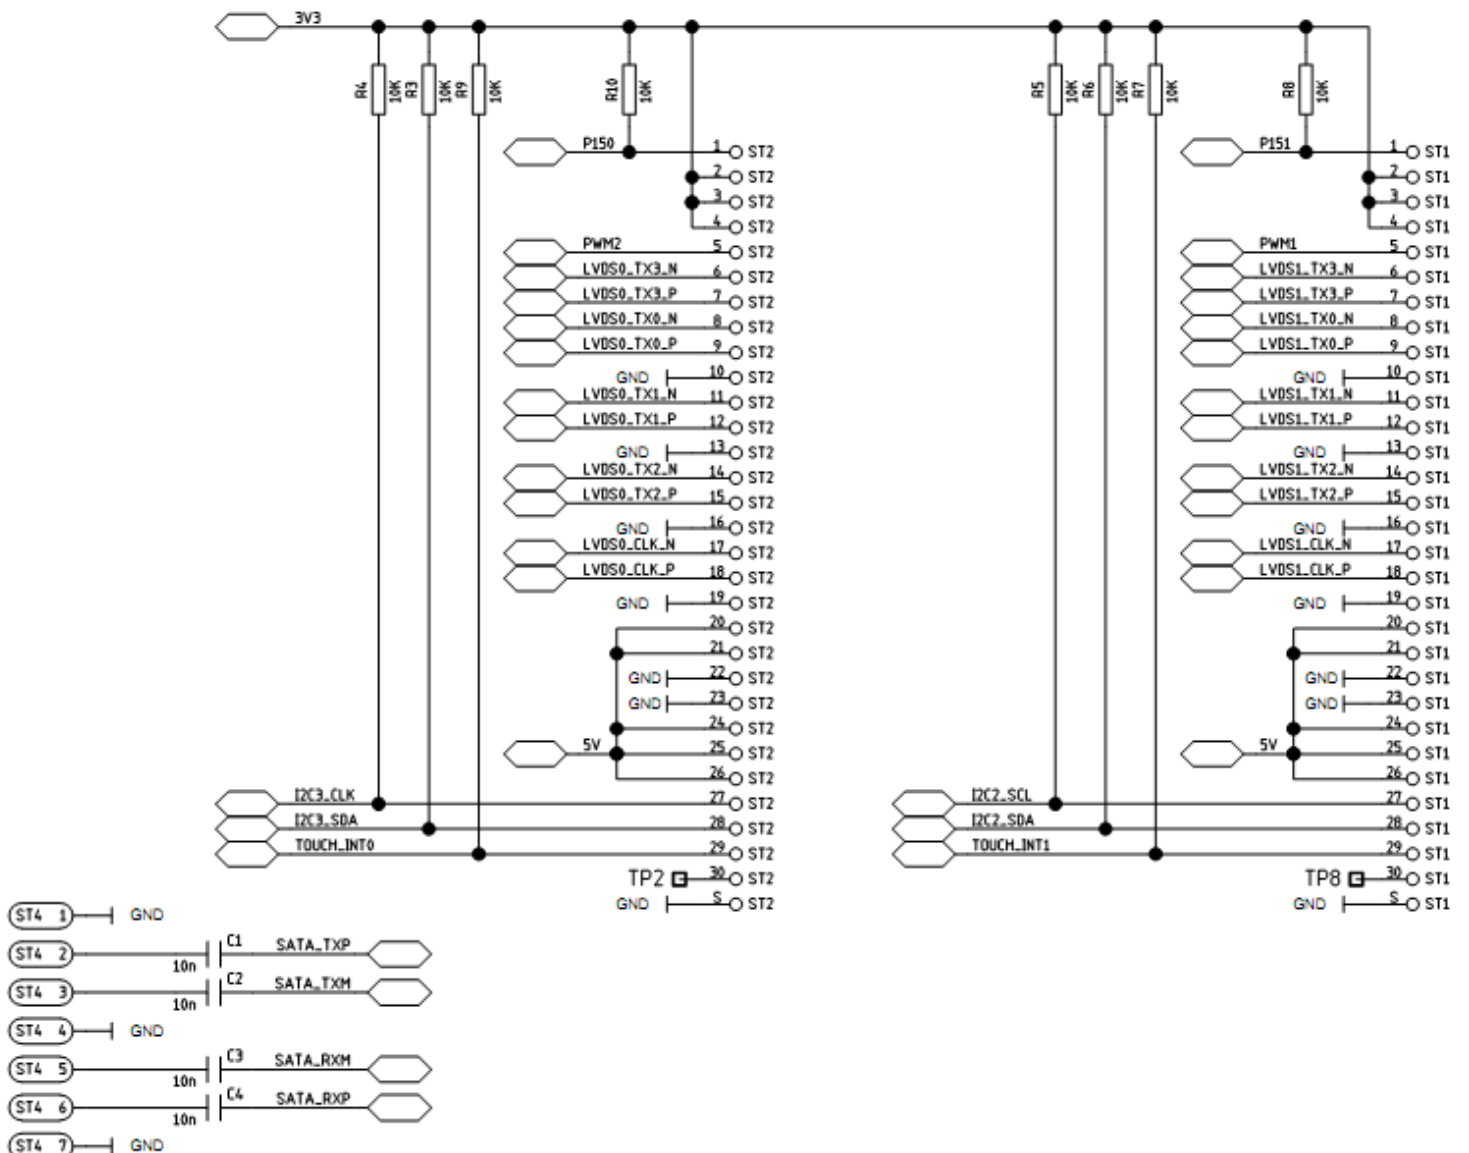 3V3
R4 10K R3 10K R9 10K R10 10K R5 10K R6 10K R7 10K R8 10K
P150 1 ST2 P151 1 ST1
2 ST2 2 ST1
3 ST2 3 ST1
4 ST2 4 ST1
PWM2 5 ST2 PWM1 5 ST1
LVDS0_TX3_N 6 ST2 LVDS1_TX3_N 6 ST1
LVDS0_TX3_P 7 ST2 LVDS1_TX3_P 7 ST1
LVDS0_TX0_N 8 ST2 LVDS1_TX0_N 8 ST1
LVDS0_TX0_P 9 ST2 LVDS1_TX0_P 9 ST1
GND 10 ST2 GND 10 ST1
LVDS0_TX1_N 11 ST2 LVDS1_TX1_N 11 ST1
LVDS0_TX1_P 12 ST2 LVDS1_TX1_P 12 ST1
GND 13 ST2 GND 13 ST1
LVDS0_TX2_N 14 ST2 LVDS1_TX2_N 14 ST1
LVDS0_TX2_P 15 ST2 LVDS1_TX2_P 15 ST1
GND 16 ST2 GND 16 ST1
LVDS0_CLK_N 17 ST2 LVDS1_CLK_N 17 ST1
LVDS0_CLK_P 18 ST2 LVDS1_CLK_P 18 ST1
GND 19 ST2 GND 19 ST1
20 ST2 20 ST1
21 ST2 21 ST1
GND 22 ST2 GND 22 ST1
GND 23 ST2 GND 23 ST1
24 ST2 24 ST1
5V 25 ST2 5V 25 ST1
26 ST2 26 ST1
I2C3_CLK 27 ST2 I2C2_SCL 27 ST1
I2C3_SDA 28 ST2 I2C2_SDA 28 ST1
TOUCH_INT0 29 ST2 TOUCH_INT1 29 ST1
TP2 30 ST2 TP8 30 ST1
GND S ST2 GND S ST1
ST4 1 GND
ST4 2 10n C1 SATA_TXP
ST4 3 10n C2 SATA_TXM
ST4 4 GND
ST4 5 10n C3 SATA_RXM
ST4 6 10n C4 SATA_RXP
ST4 7 GND